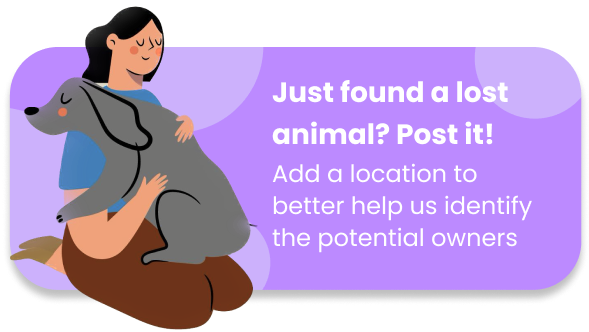 Just found a lost
animal? Post it!
Add a location to
better help us identify
the potential owners